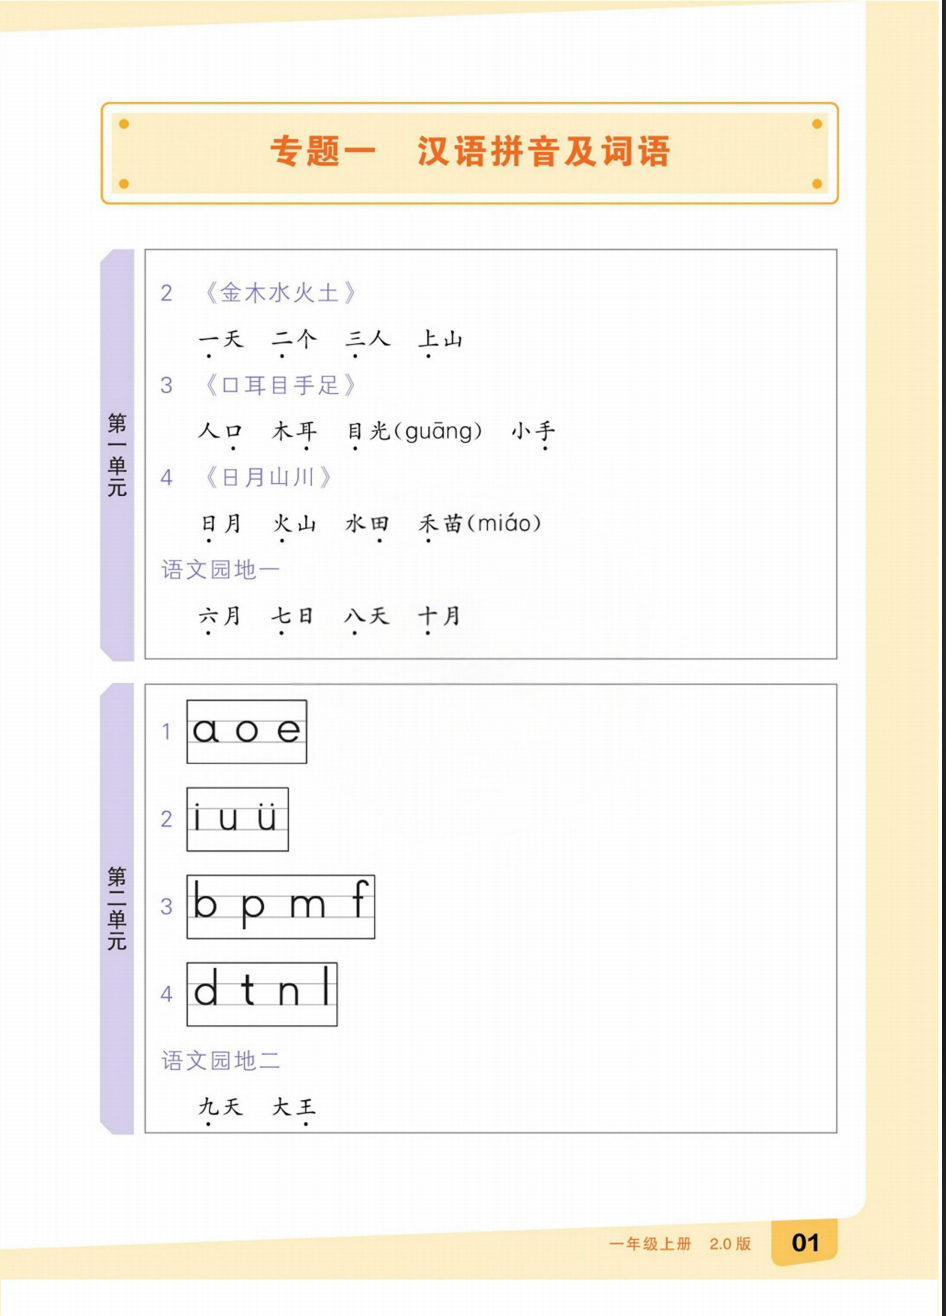 专题一 汉语拼音及词语
第一单元
2 《金木水火土》
一天 二个 三人 上山
3 《口耳目手足》
人口 木耳 目光(guāng) 小手
4 《日月山川》
日月 火山 水田 禾苗(miáo)
语文园地一
六月 七日 八天 十月
第二单元
1 ɑ o e
2 i u ü
3 b p m f
4 d t n l
语文园地二
九天 大王
一年级上册 2.0版 01